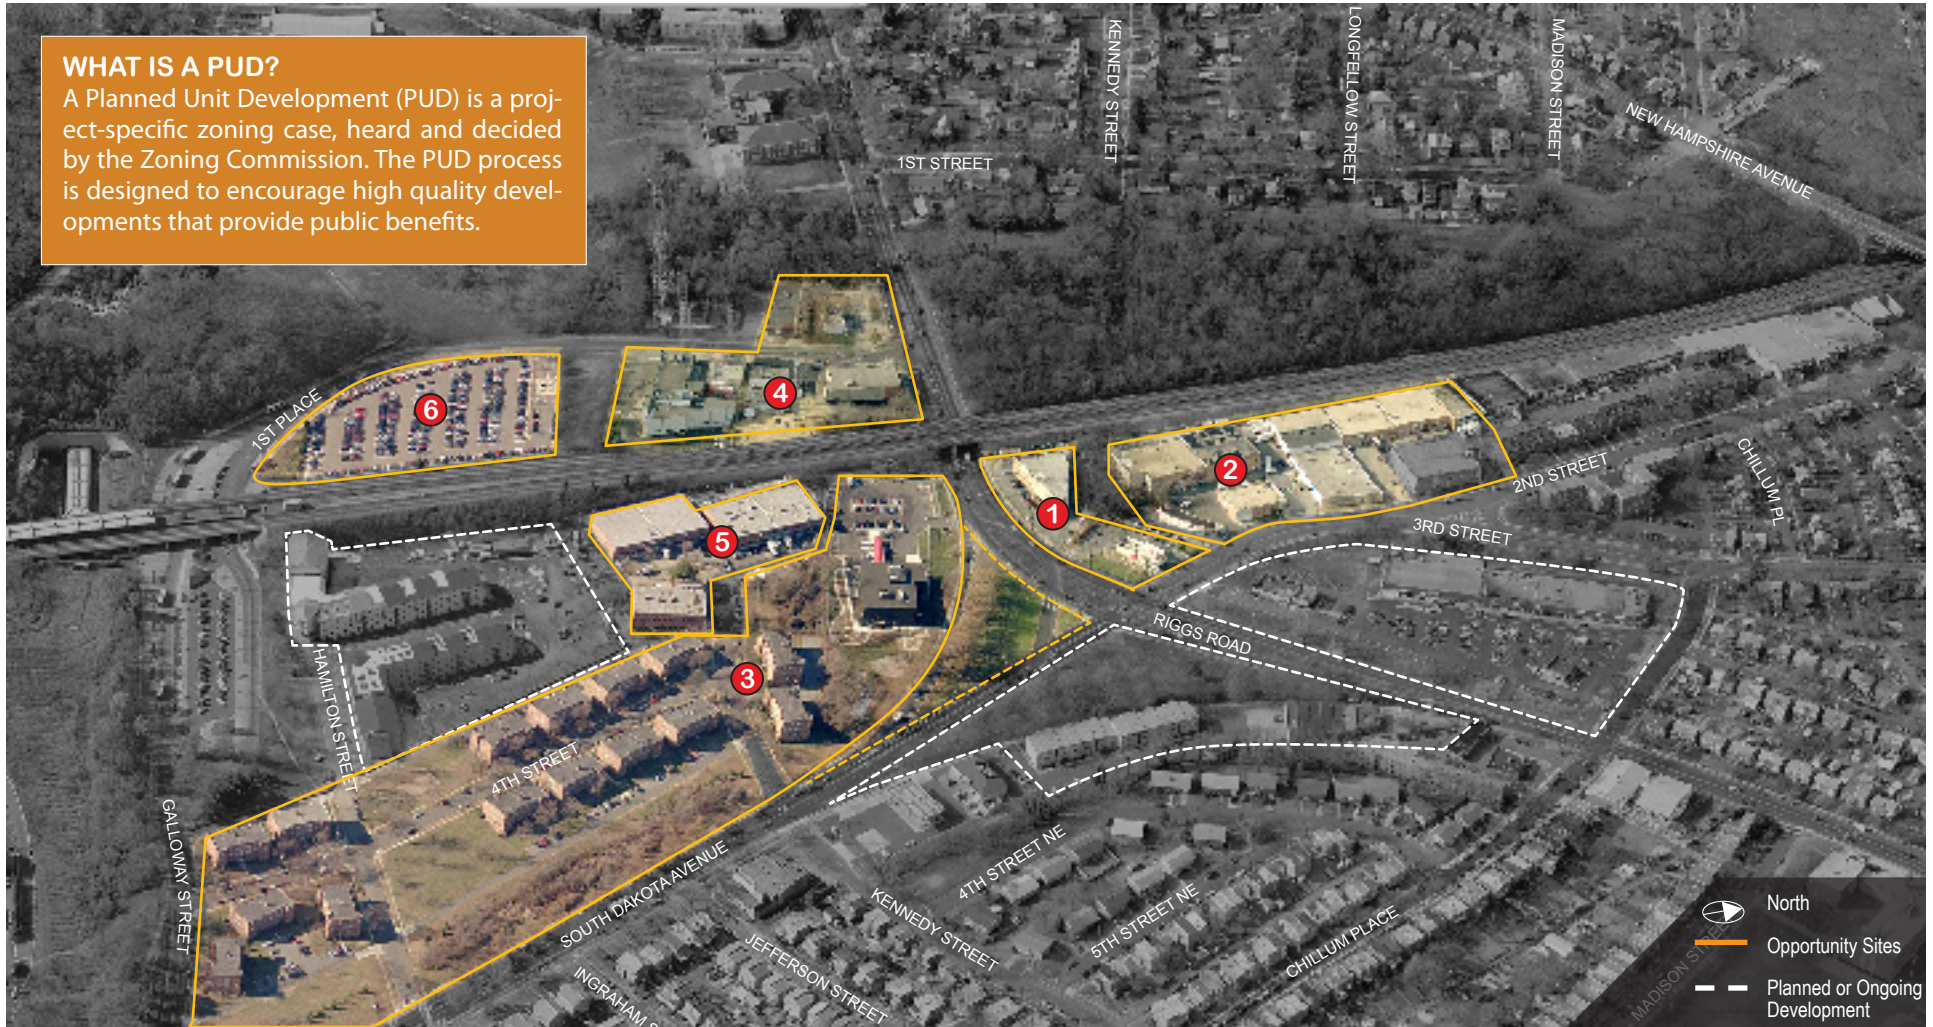 WHAT IS A PUD?
A Planned Unit Development (PUD) is a proj-
ect-specific zoning case, heard and decided
by the Zoning Commission. The PUD process
is designed to encourage high quality devel-
opments that provide public benefits.
KENNEDY STREET
LONGFELLOW STREET
MADISON STREET
NEW HAMPSHIRE AVENUE
1ST STREET
1ST PLACE
6
4
2
1
5
3
2ND STREET
3RD STREET
CHILLUM PL
RIGGS ROAD
HAMILTON STREET
4TH STREET
GALLOWAY STREET
SOUTH DAKOTA AVENUE
KENNEDY STREET
4TH STREET NE
5TH STREET NE
CHILLUM PLACE
JEFFERSON STREET
INGRAHAM S
MADISON STREE
North
Opportunity Sites
Planned or Ongoing
Development